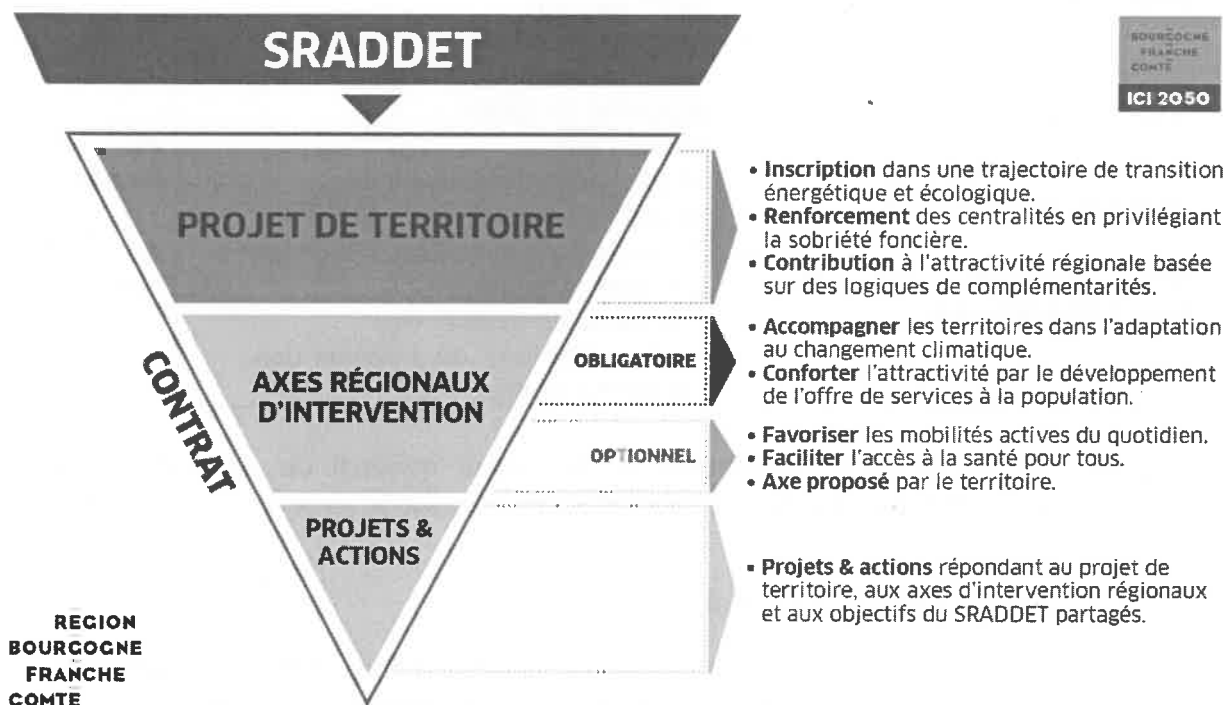 SRADDET
BOURGOGNE
FRANCHE
COMTÉ
ICI 2050
PROJET DE TERRITOIRE
• Inscription dans une trajectoire de transition
énergétique et écologique.
• Renforcement des centralités en privilégiant
la sobriété foncière.
• Contribution à l'attractivité régionale basée
sur des logiques de complémentarités.
CONTRAT
AXES RÉGIONAUX
D'INTERVENTION
OBLIGATOIRE
• Accompagner les territoires dans l'adaptation
au changement climatique.
• Conforter l'attractivité par le développement
de l'offre de services à la population.
OPTIONNEL
• Favoriser les mobilités actives du quotidien.
• Faciliter l'accès à la santé pour tous.
• Axe proposé par le territoire.
PROJETS &
ACTIONS
• Projets & actions répondant au projet de
territoire, aux axes d'intervention régionaux
et aux objectifs du SRADDET partagés.
REGION
BOURGOGNE
FRANCHE
COMTE